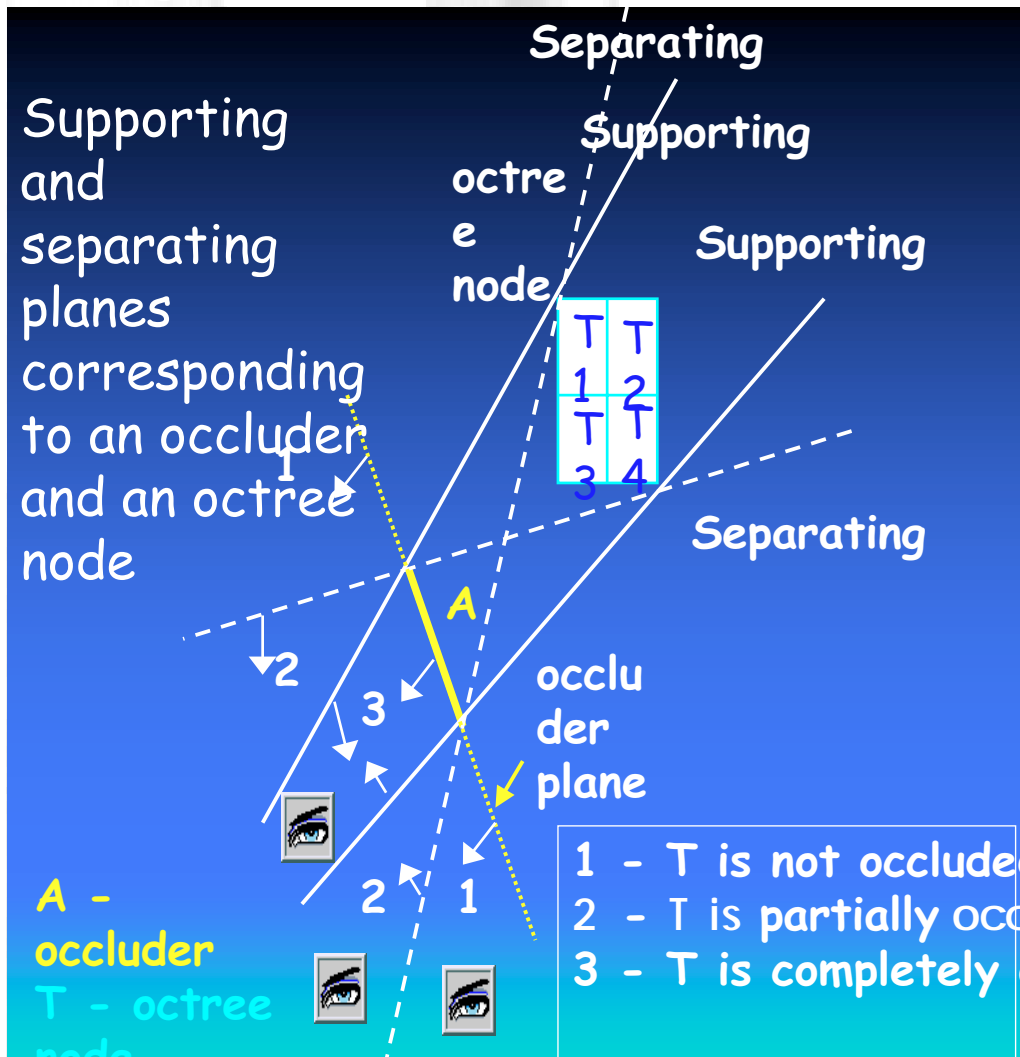 Separating
Supporting
Supporting
and
separating
planes
corresponding
to an occluder
and an octree
node
octre
e
node
Supporting
T
1
T
2
T
3
T
4
1
Separating
A
2
3
occlu
der
plane
2
1
A -
occluder
T - octree
node
1 - T is not occlude
2 - T is partially occ
3 - T is completely